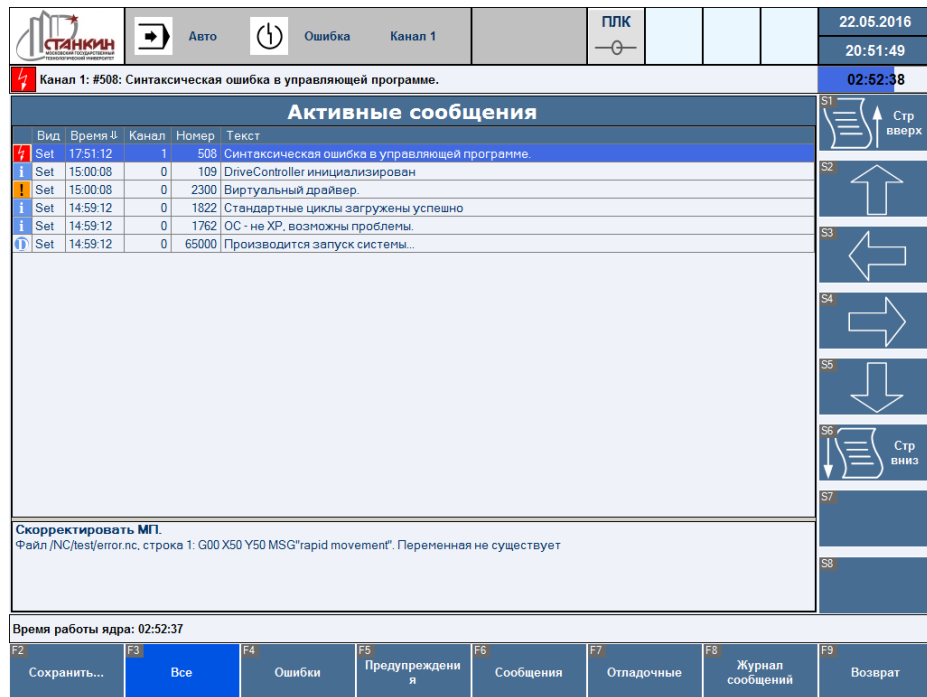 СТАНКИН
МОСКОВСКИЙ ГОСУДАРСТВЕННЫЙ
ТЕХНОЛОГИЧЕСКИЙ УНИВЕРСИТЕТ
Авто
Ошибка
Канал 1
ПЛК
22.05.2016
20:51:49
Канал 1: #508: Синтаксическая ошибка в управляющей программе.
02:52:38
Активные сообщения
Вид Время Канал Номер Текст
Set 17:51:12 1 508 Синтаксическая ошибка в управляющей программе.
i Set 15:00:08 0 109 DriveController инициализирован
! Set 15:00:08 0 2300 Виртуальный драйвер.
i Set 14:59:12 0 1822 Стандартные циклы загружены успешно
i Set 14:59:12 0 1762 ОС - не XP, возможны проблемы.
Set 14:59:12 0 65000 Производится запуск системы...
S1
Стр
вверх
S2
S3
S4
S5
S6
Стр
вниз
S7
S8
Скорректировать МП.
Файл /NC/test/error.nc, строка 1: G00 X50 Y50 MSG"rapid movement". Переменная не существует
Время работы ядра: 02:52:37
F2
Сохранить...
F3
Все
F4
Ошибки
F5
Предупреждени
я
F6
Сообщения
F7
Отладочные
F8
Журнал
сообщений
F9
Возврат